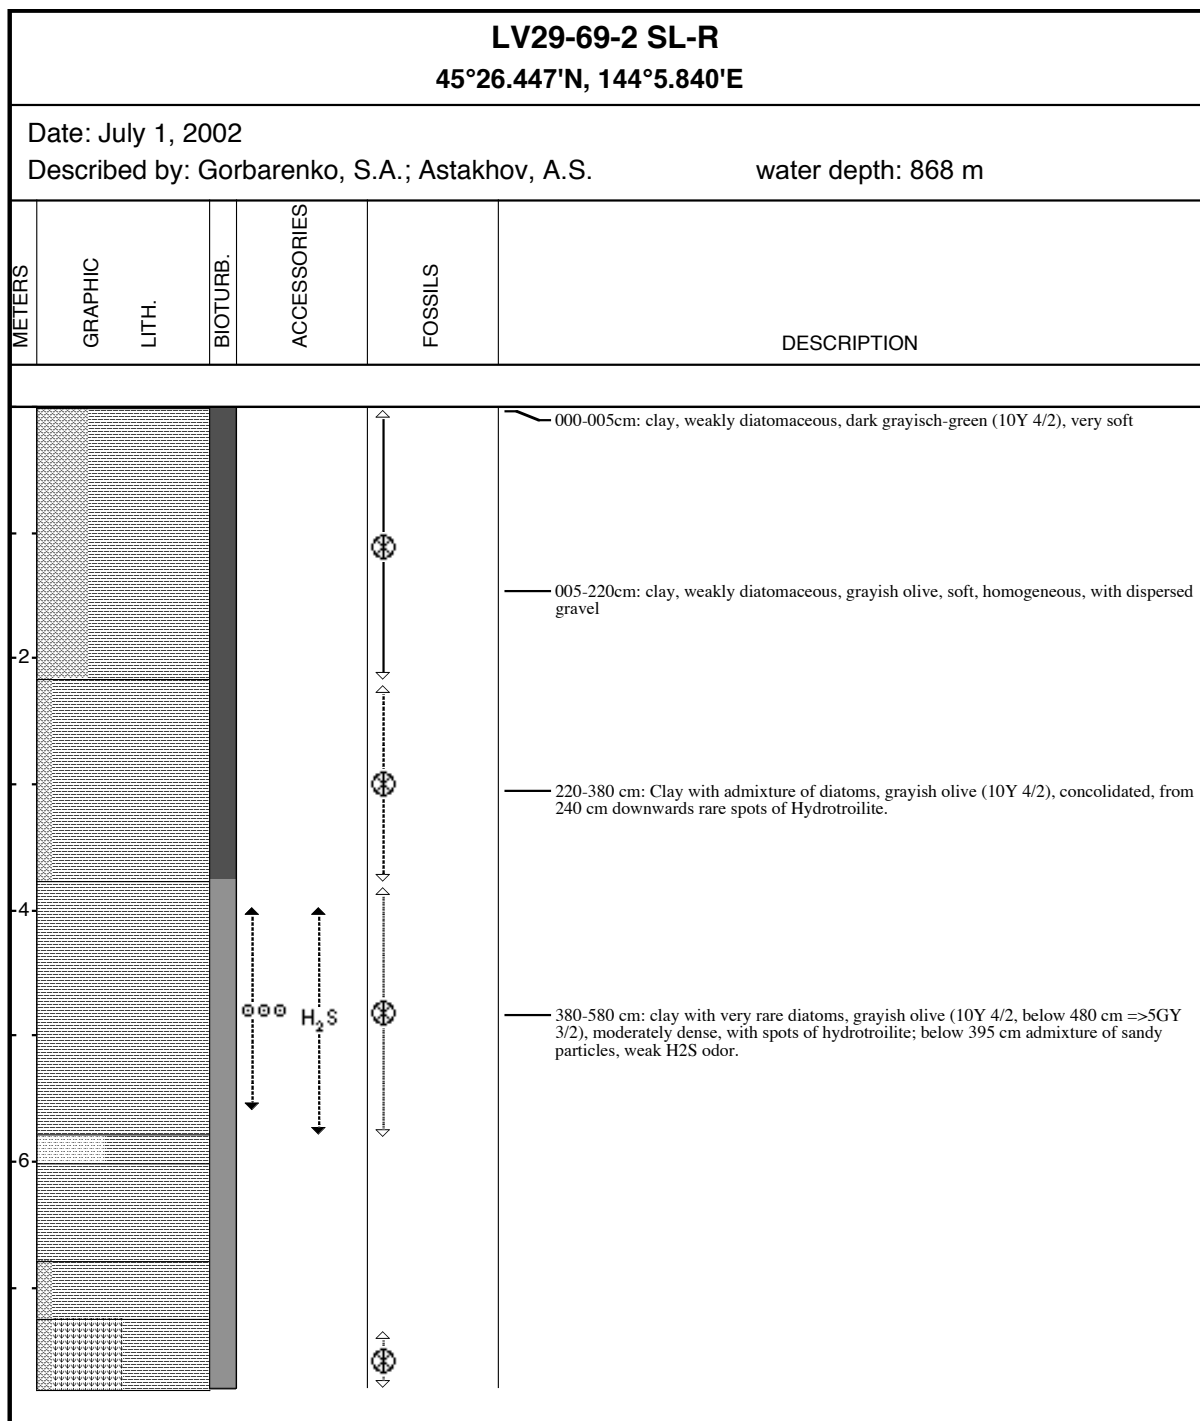 LV29-69-2 SL-R
45°26.447'N, 144°5.840'E
Date: July 1, 2002
Described by: Gorbarenko, S.A.; Astakhov, A.S. water depth: 868 m
METERS
GRAPHIC
LITH.
BIOTURB.
ACCESSORIES
FOSSILS
DESCRIPTION
000-005cm: clay, weakly diatomaceous, dark grayisch-green (10Y 4/2), very soft
005-220cm: clay, weakly diatomaceous, grayish olive, soft, homogeneous, with dispersed
gravel
2
220-380 cm: Clay with admixture of diatoms, grayish olive (10Y 4/2), concolidated, from
240 cm downwards rare spots of Hydrotroilite.
4
H2S
380-580 cm: clay with very rare diatoms, grayish olive (10Y 4/2, below 480 cm =>5GY
3/2), moderately dense, with spots of hydrotroilite; below 395 cm admixture of sandy
particles, weak H2S odor.
6